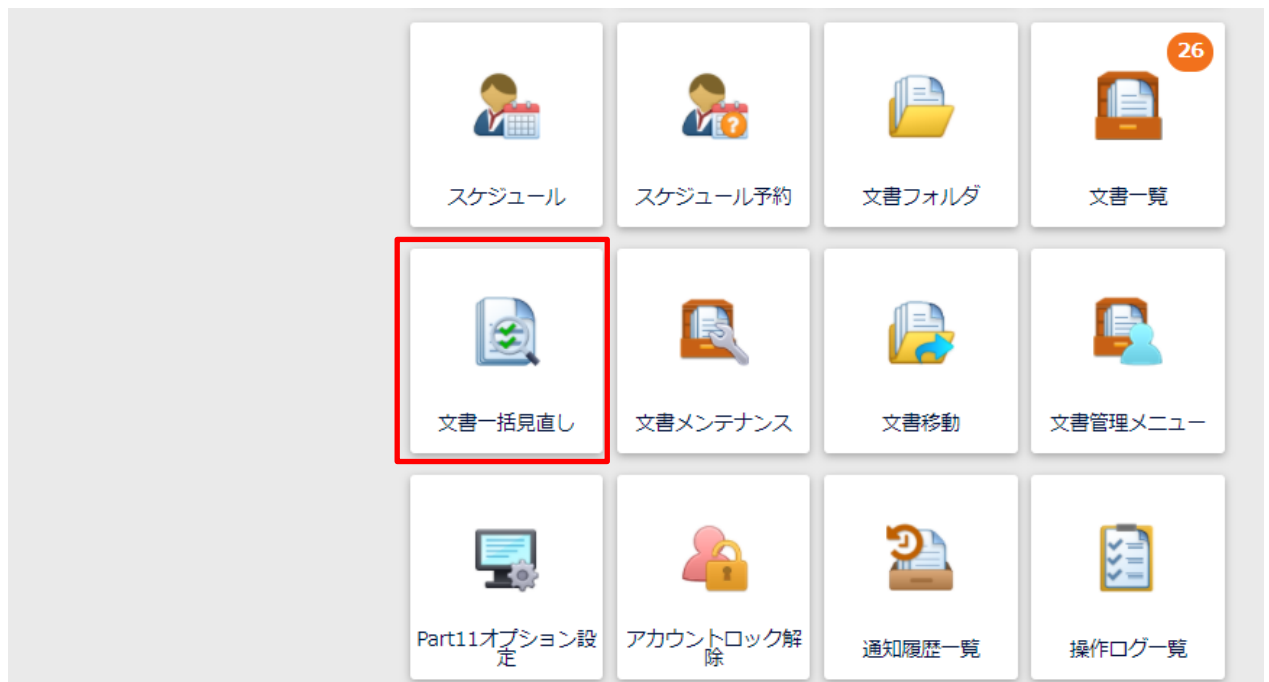 26
スケジュール
スケジュール予約
文書フォルダ
文書一覧
文書一括見直し
文書メンテナンス
文書移動
文書管理メニュー
Part11オプション設
定
アカウントロック解
除
通知履歴一覧
操作ログ一覧